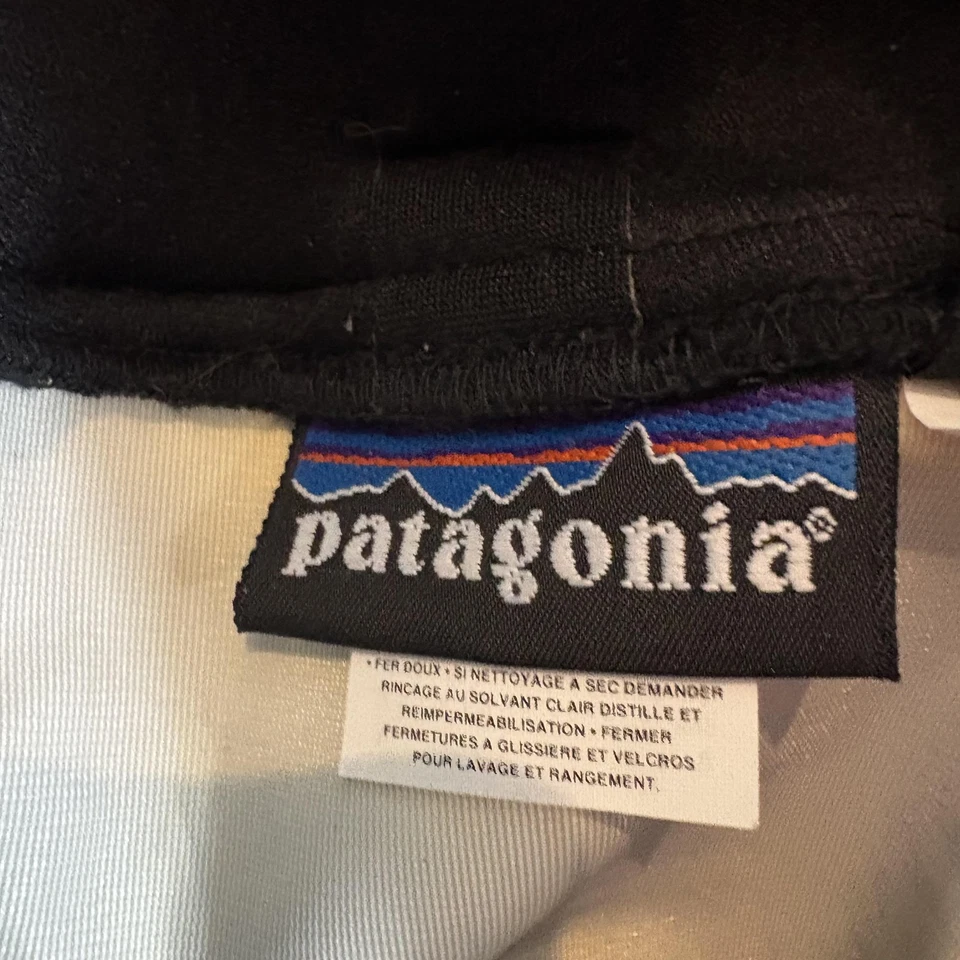 patagonia®
• FER DOUX • SI NETTOYAGE A SEC DEMANDER
RINCAGE AU SOLVANT CLAIR DISTILLE ET
REIMPERMEABILISATION • FERMER
FERMETURES A GLISSIERE ET VELCROS
POUR LAVAGE ET RANGEMENT.